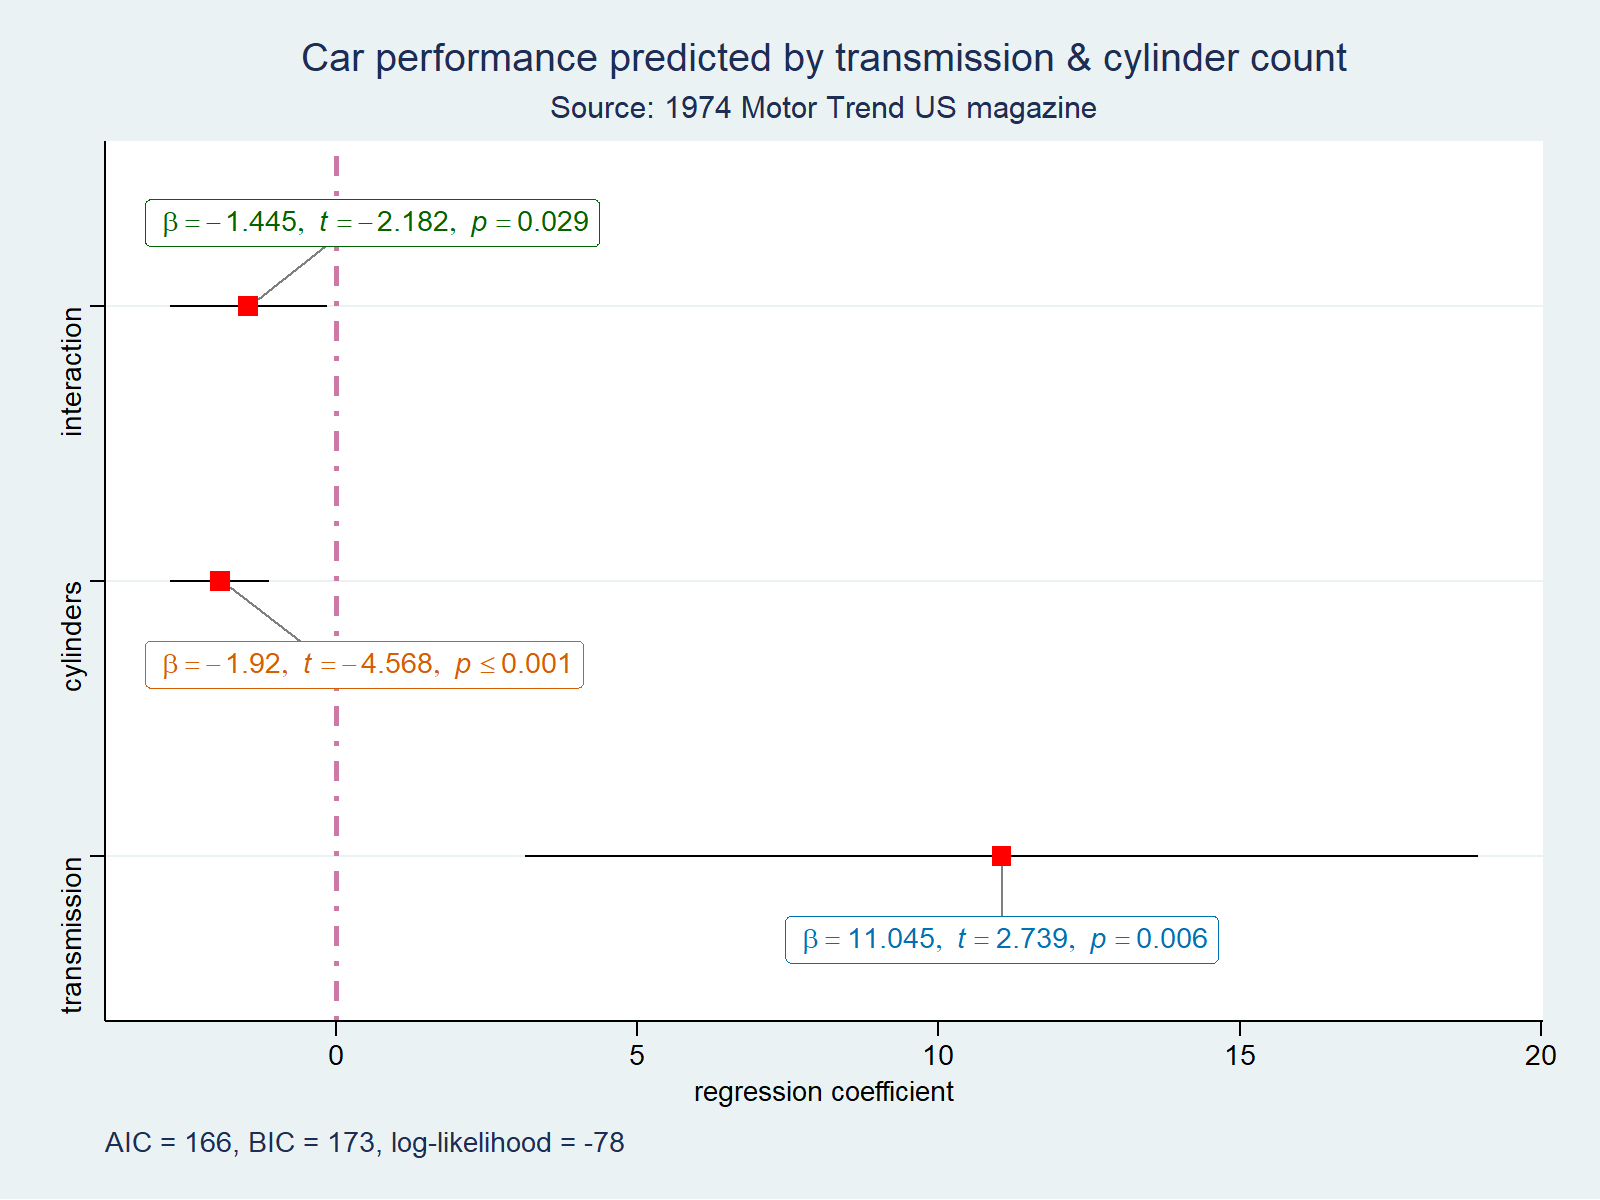 Car performance predicted by transmission & cylinder count
Source: 1974 Motor Trend US magazine
β = −1.445, t = −2.182, p = 0.029
interaction
β = −1.92, t = −4.568, p ≤ 0.001
cylinders
β = 11.045, t = 2.739, p = 0.006
transmission
0 5 10 15 20
regression coefficient
AIC = 166, BIC = 173, log-likelihood = -78